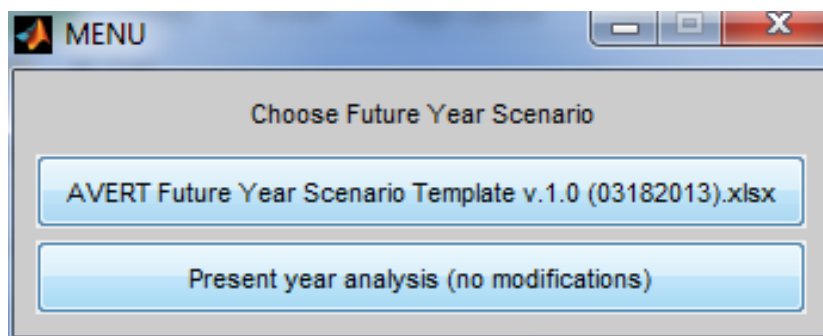 MENU
Choose Future Year Scenario
AVERT Future Year Scenario Template v.1.0 (03182013).xlsx
Present year analysis (no modifications)